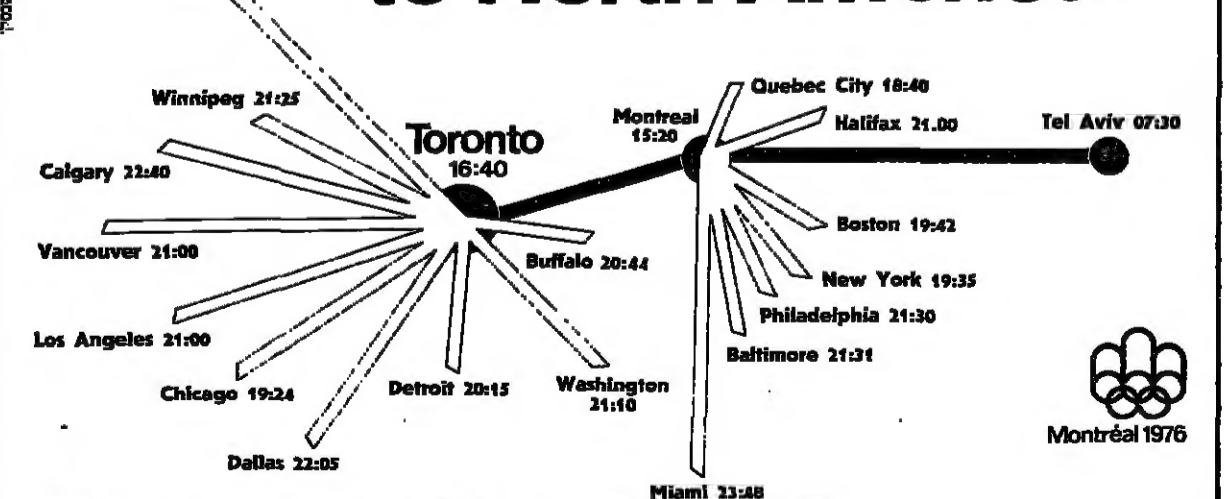 to North America.
Winnipeg 21:25
Toronto
16:40
Montreal
15:20
Quebec City 18:40
Halifax 21.00
Tel Aviv 07:30
Calgary 22:40
Boston 19:42
Vancouver 21:00
Buffalo 20:44
New York 19:35
Philadelphia 21:30
Los Angeles 21:00
Baltimore 21:31
Chicago 19:24
Detroit 20:15
Washington
21:10
Dallas 22:05
Montréal 1976
Miami 23:48